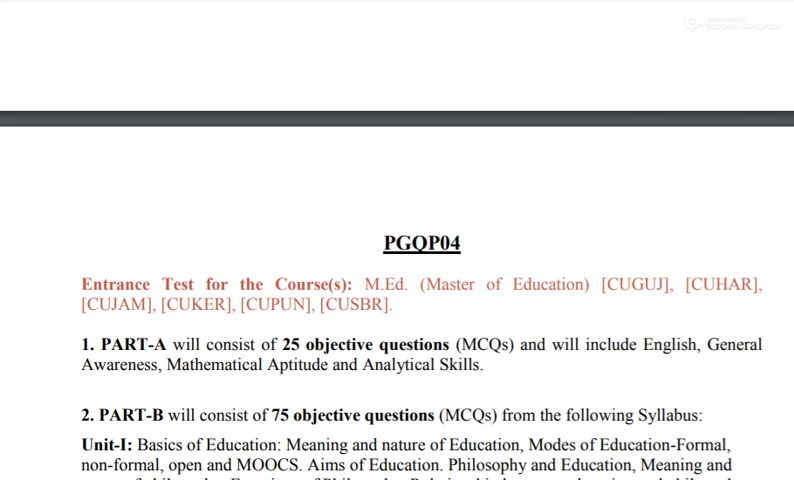 PGQP04
Entrance Test for the Course(s): M.Ed. (Master of Education) [CUGUJ], [CUHAR],
[CUJAM], [CUKER], [CUPUN], [CUSBR].
1. PART-A will consist of 25 objective questions (MCQs) and will include English, General
Awareness, Mathematical Aptitude and Analytical Skills.
2. PART-B will consist of 75 objective questions (MCQs) from the following Syllabus:
Unit-I: Basics of Education: Meaning and nature of Education, Modes of Education-Formal,
non-formal, open and MOOCS. Aims of Education. Philosophy and Education, Meaning and